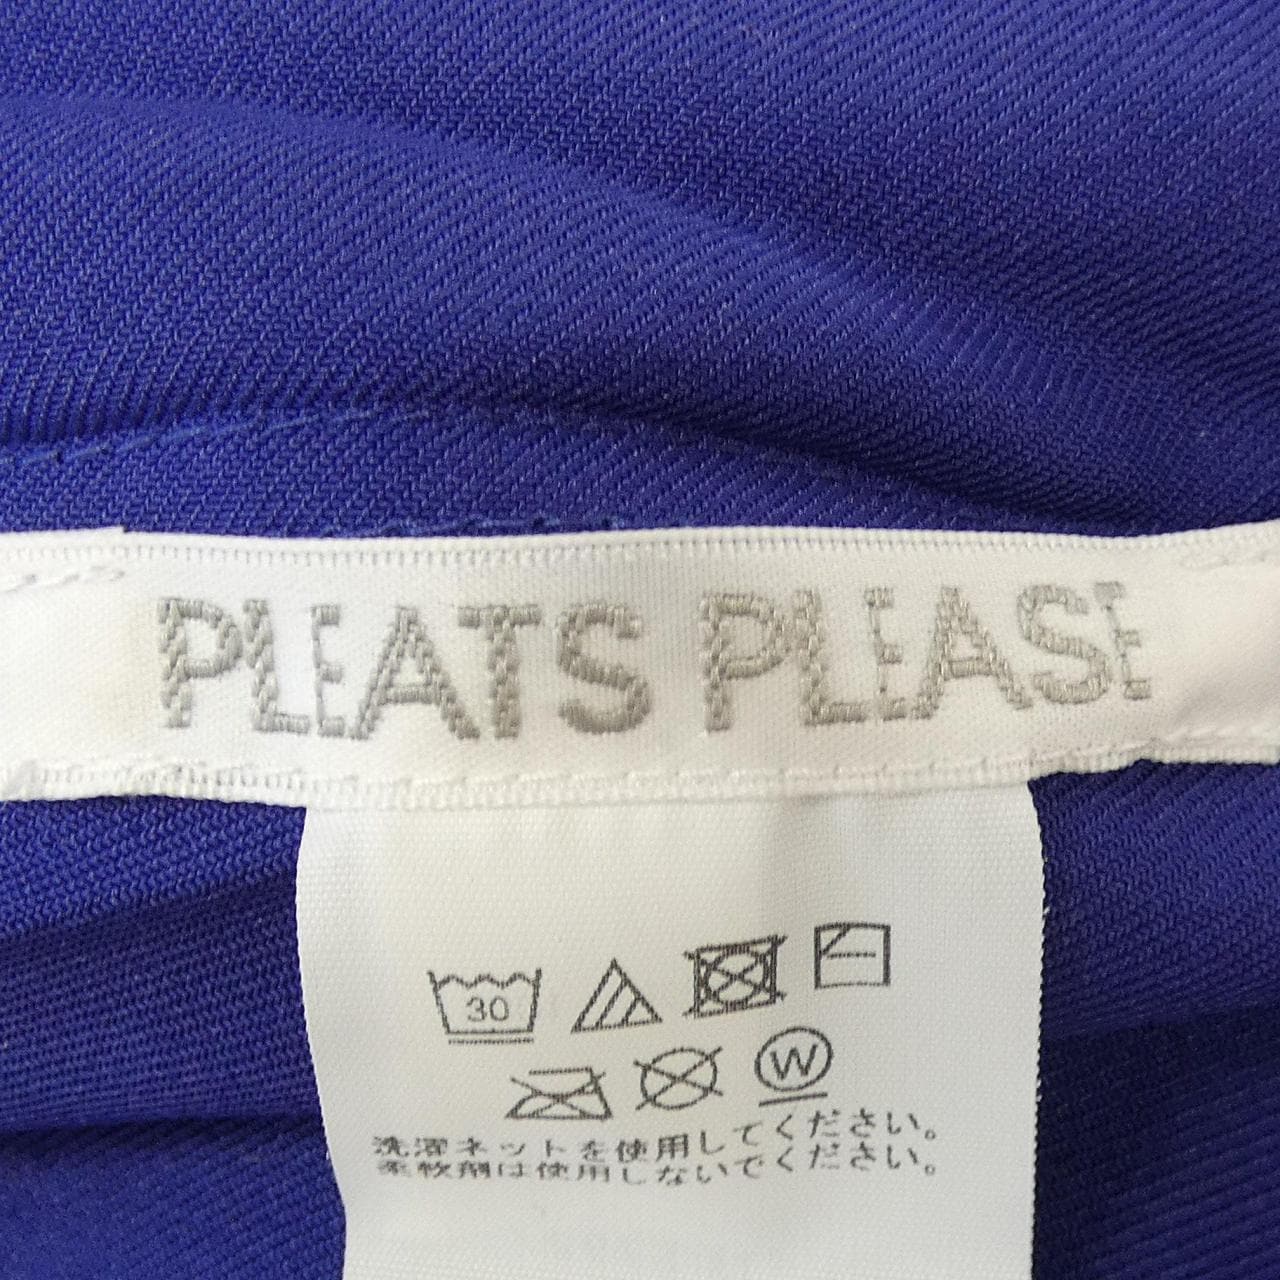 PLEATS PLEASE
30
W
洗濯ネットを使用してください。
柔軟剤は使用しないでください。